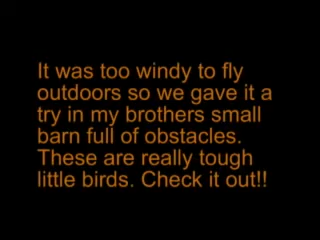 It was too windy to fly
outdoors so we gave it a
try in my brothers small
barn full of obstacles.
These are really tough
little birds. Check it out!!